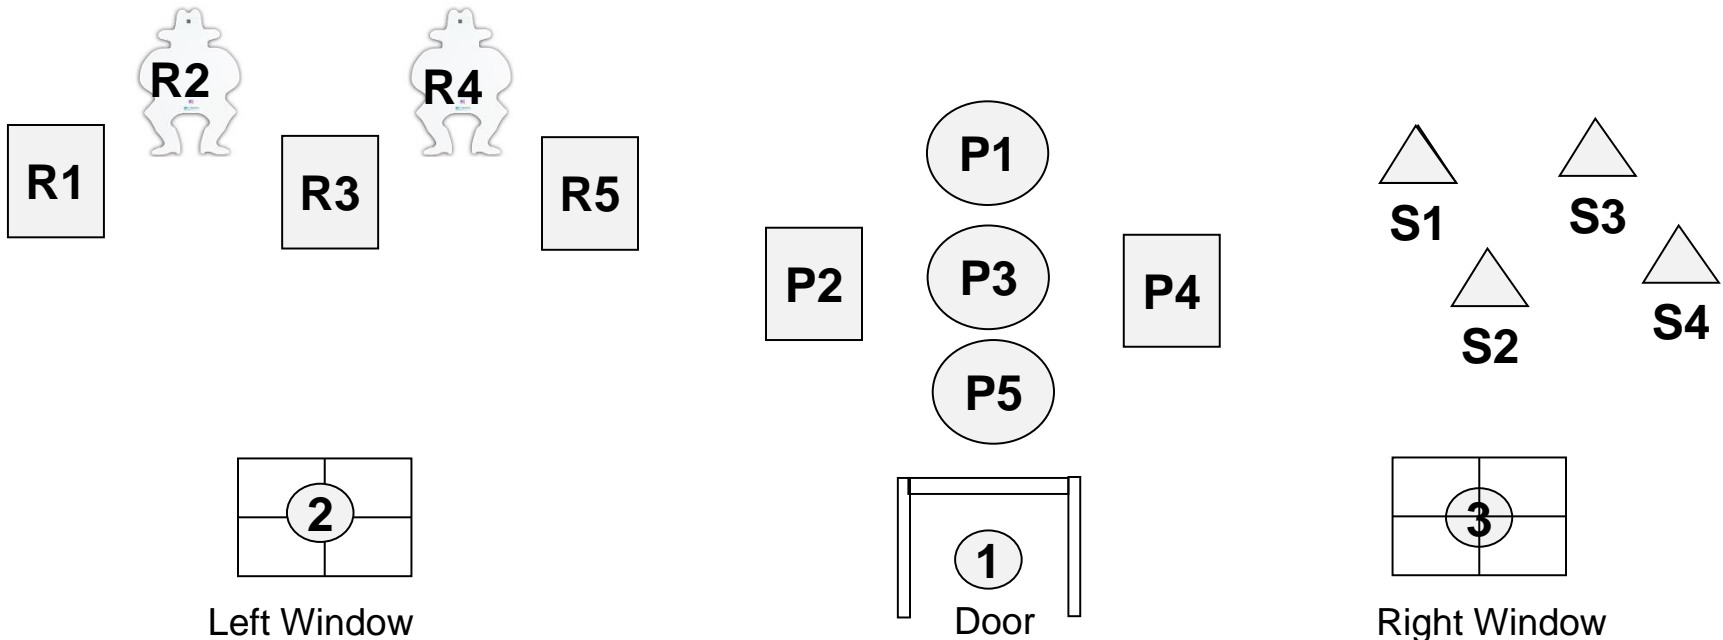 R2
R4
R1
R3
R5
P1
P2
P3
P4
P5
S1
S3
S2
S4
2
1
3
Left Window
Door
Right Window